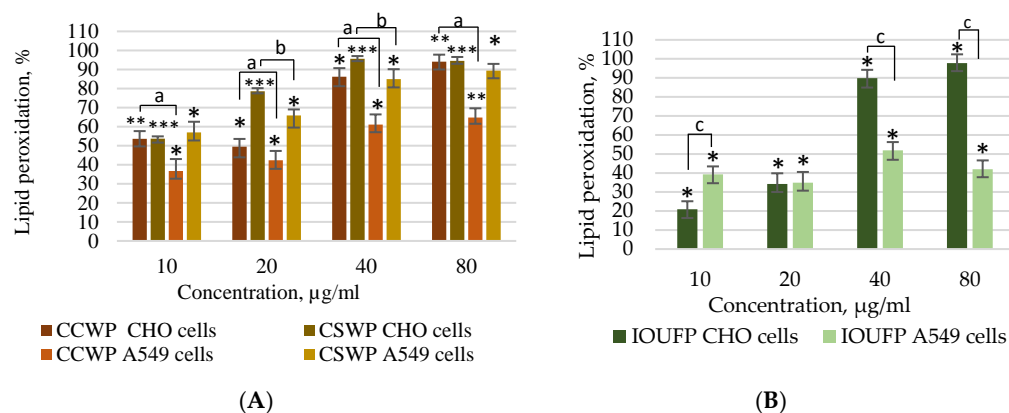 110
100
90
80
70
60
50
40
30
20
10
0
Lipid peroxidation, %
** *** * *
a
* *** * *
a b
* *** * *
a b
** *** ** *
a
10 20 40 80
Concentration, µg/ml
CCWP CHO cells CSWP CHO cells
CCWP A549 cells CSWP A549 cells
(A)
110
100
90
80
70
60
50
40
30
20
10
0
Lipid peroxidation, %
* *
c
* *
* *
c
* *
c
10 20 40 80
Concentration, µg/ml
IOUFP CHO cells IOUFP A549 cells
(B)